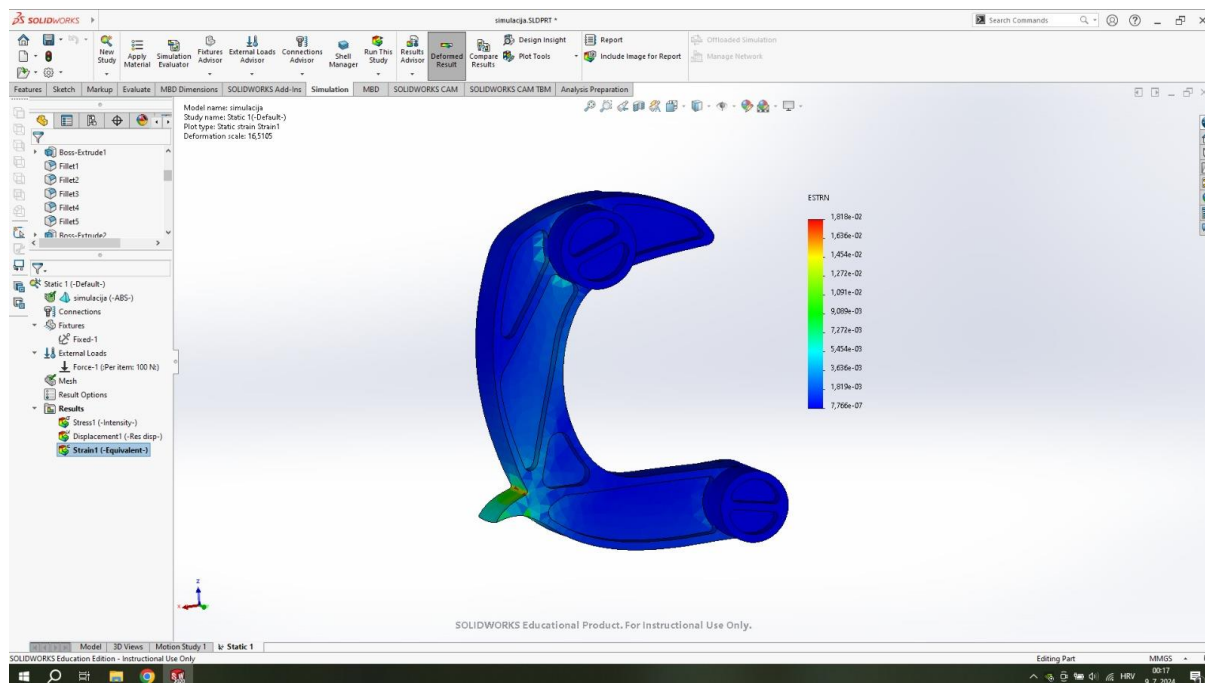 SOLIDWORKS
simulacija.SLDPRT *
Search Commands
New Study
Apply Material
Simulation Evaluator
Fixtures Advisor
External Loads Advisor
Connections Advisor
Shell Manager
Run This Study
Results Advisor
Deformed Result
Compare Results
Design Insight
Plot Tools
Report
Include Image for Report
Offloaded Simulation
Manage Network
Features Sketch Markup Evaluate MBD Dimensions SOLIDWORKS Add-Ins Simulation MBD SOLIDWORKS CAM SOLIDWORKS CAM TBM Analysis Preparation
Model name: simulacija
Study name: Static 1(-Default-)
Plot type: Static strain Strain1
Deformation scale: 16,5105
Boss-Extrude1
Fillet1
Fillet2
Fillet3
Fillet4
Fillet5
Boss-Extrude2
Static 1 (-Default-)
simulacija (-ABS-)
Connections
Fixtures
Fixed-1
External Loads
Force-1 (:Per item: 100 N:)
Mesh
Result Options
Results
Stress1 (-Intensity-)
Displacement1 (-Res disp-)
Strain1 (-Equivalent-)
ESTRN
1,818e-02
1,636e-02
1,454e-02
1,272e-02
1,091e-02
9,089e-03
7,272e-03
5,454e-03
3,636e-03
1,819e-03
7,766e-07
z
x
SOLIDWORKS Educational Product. For Instructional Use Only.
Model 3D Views Motion Study 1 Static 1
SOLIDWORKS Education Edition - Instructional Use Only
Editing Part
MMGS
HRV
00:17
9. 7. 2024.